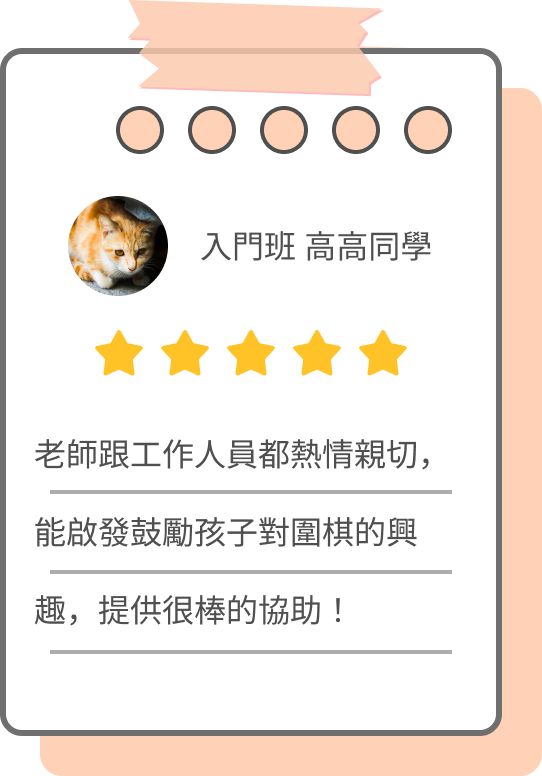 入門班 高高同學
老師跟工作人員都熱情親切，
能啟發鼓勵孩子對圍棋的興
趣，提供很棒的協助！